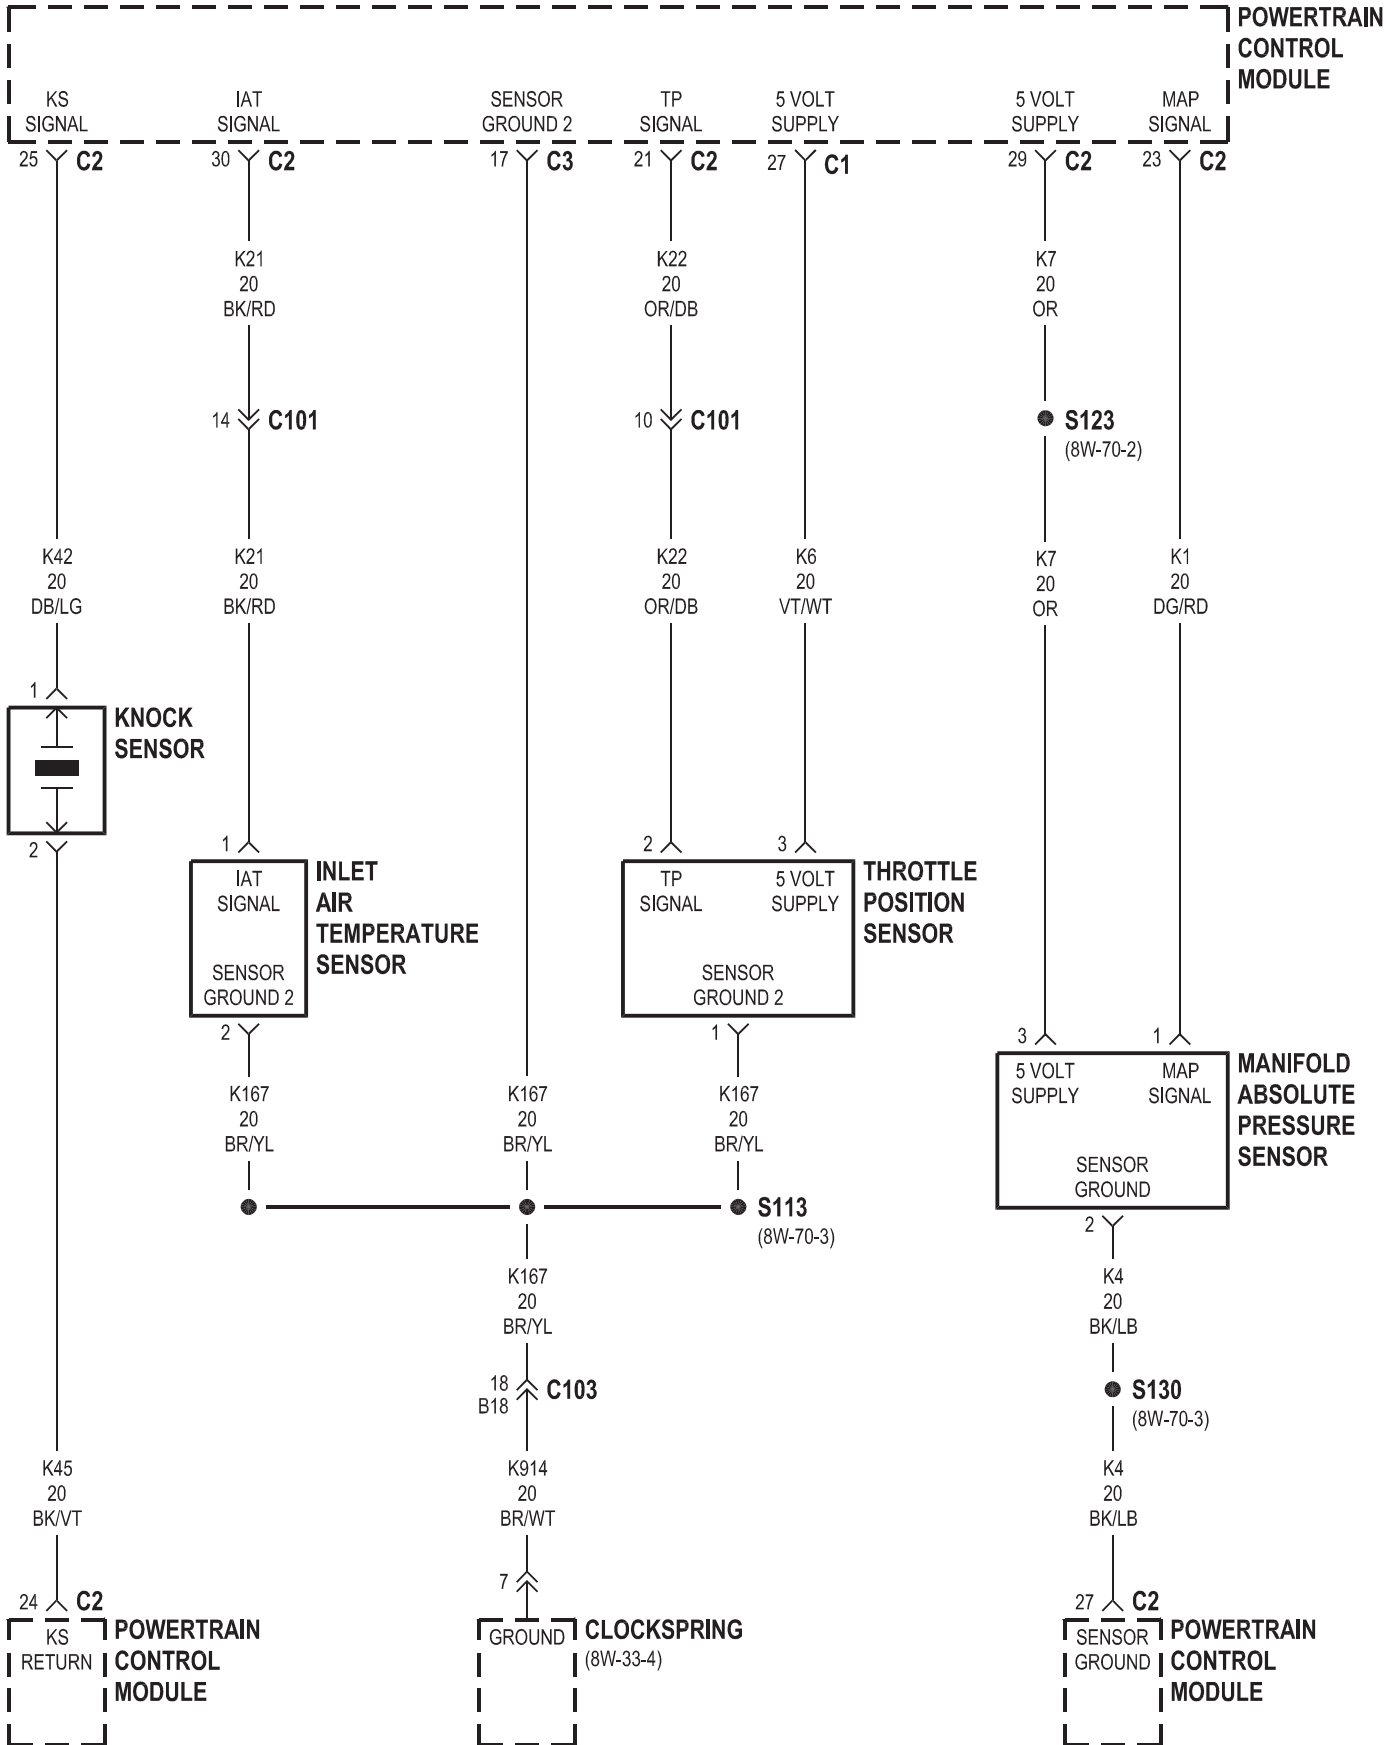 POWERTRAIN
CONTROL
MODULE
KS
SIGNAL
IAT
SIGNAL
SENSOR
GROUND 2
TP
SIGNAL
5 VOLT
SUPPLY
5 VOLT
SUPPLY
MAP
SIGNAL
25 C2
30 C2
17 C3
21 C2
27 C1
29 C2
23 C2
K21
20
BK/RD
K22
20
OR/DB
K7
20
OR
14 C101
10 C101
S123
(8W-70-2)
K42
20
DB/LG
K21
20
BK/RD
K22
20
OR/DB
K6
20
VT/WT
K7
20
OR
K1
20
DG/RD
1
KNOCK
SENSOR
2
1
IAT
SIGNAL
SENSOR
GROUND 2
INLET
AIR
TEMPERATURE
SENSOR
2
2
3
TP
SIGNAL
5 VOLT
SUPPLY
SENSOR
GROUND 2
THROTTLE
POSITION
SENSOR
1
3
1
5 VOLT
SUPPLY
MAP
SIGNAL
SENSOR
GROUND
MANIFOLD
ABSOLUTE
PRESSURE
SENSOR
2
K167
20
BR/YL
K167
20
BR/YL
K167
20
BR/YL
S113
(8W-70-3)
K167
20
BR/YL
K4
20
BK/LB
18
B18
C103
S130
(8W-70-3)
K45
20
BK/VT
K914
20
BR/WT
K4
20
BK/LB
24 C2
KS
RETURN
POWERTRAIN
CONTROL
MODULE
7
GROUND
CLOCKSPRING
(8W-33-4)
27 C2
SENSOR
GROUND
POWERTRAIN
CONTROL
MODULE